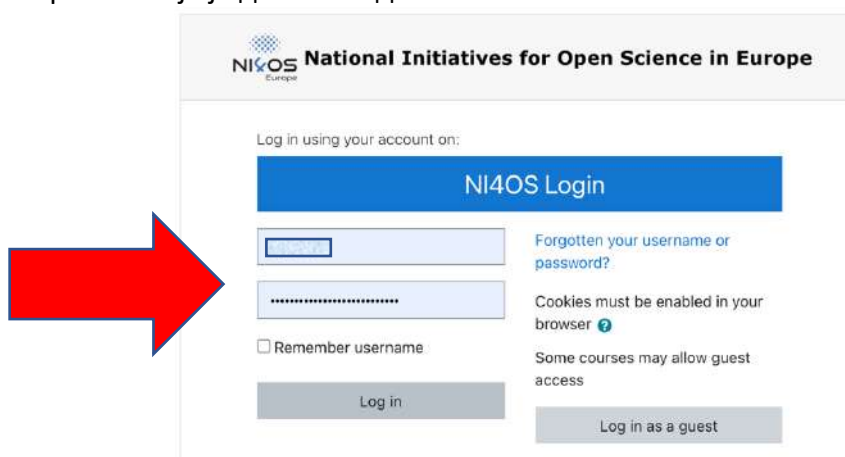 NI4OS
Europe
National Initiatives for Open Science in Europe
Log in using your account on:
NI4OS Login
Forgotten your username or
password?
Cookies must be enabled in your
browser
Remember username
Some courses may allow guest
access
Log in
Log in as a guest